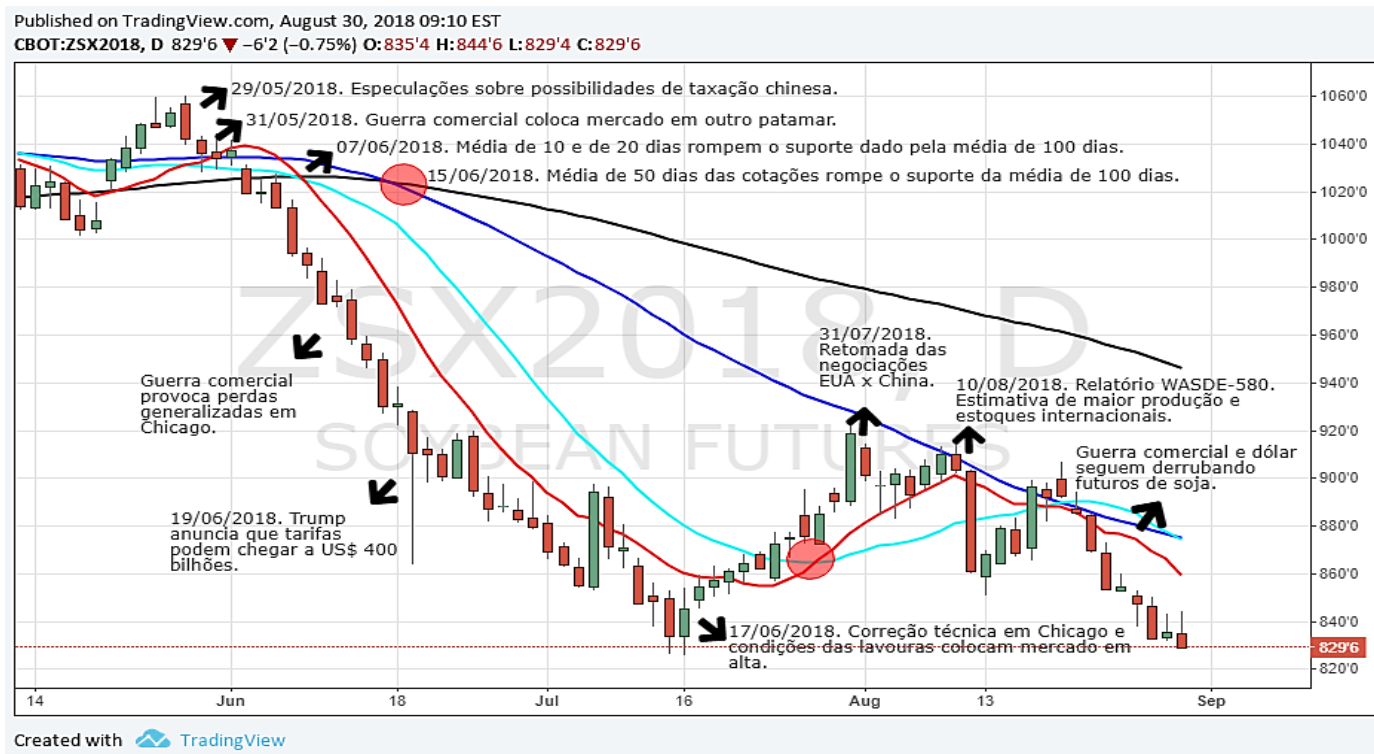 Published on TradingView.com, August 30, 2018 09:10 EST
CBOT:ZSX2018, D 829'6 ▼ −6'2 (−0.75%) O:835'4 H:844'6 L:829'4 C:829'6
29/05/2018. Especulações sobre possibilidades de taxação chinesa.
31/05/2018. Guerra comercial coloca mercado em outro patamar.
07/06/2018. Média de 10 e de 20 dias rompem o suporte dado pela média de 100 dias.
15/06/2018. Média de 50 dias das cotações rompe o suporte da média de 100 dias.
ZSX2018, D
SOYBEAN FUTURES
Guerra comercial
provoca perdas
generalizadas em
Chicago.
19/06/2018. Trump
anuncia que tarifas
podem chegar a US$ 400
bilhões.
31/07/2018.
Retomada das
negociações
EUA x China.
10/08/2018. Relatório WASDE-580.
Estimativa de maior produção e
estoques internacionais.
Guerra comercial e dólar
seguem derrubando
futuros de soja.
17/06/2018. Correção técnica em Chicago e
condições das lavouras colocam mercado em
alta.
1060'0
1040'0
1020'0
1000'0
980'0
960'0
940'0
920'0
900'0
880'0
860'0
840'0
829'6
820'0
14 Jun 18 Jul 16 Aug 13 Sep
Created with TradingView